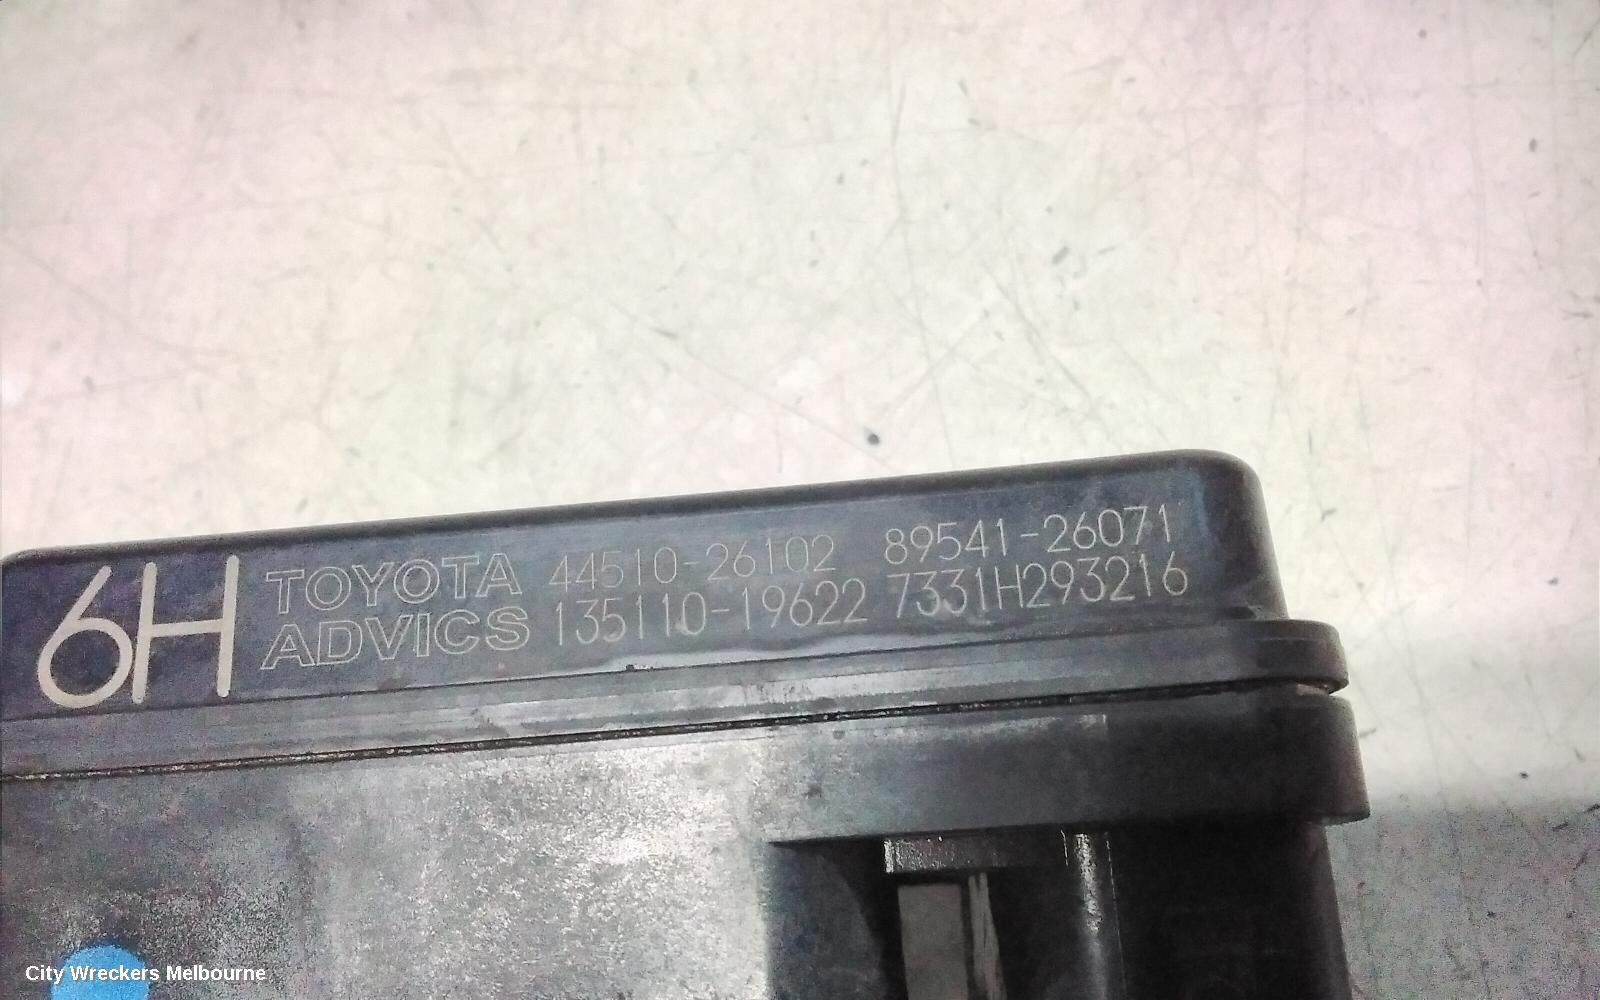 6H TOYOTA 44510-26102 89541-26071
ADVICS 135110-19622 7331H293216
City Wreckers Melbourne